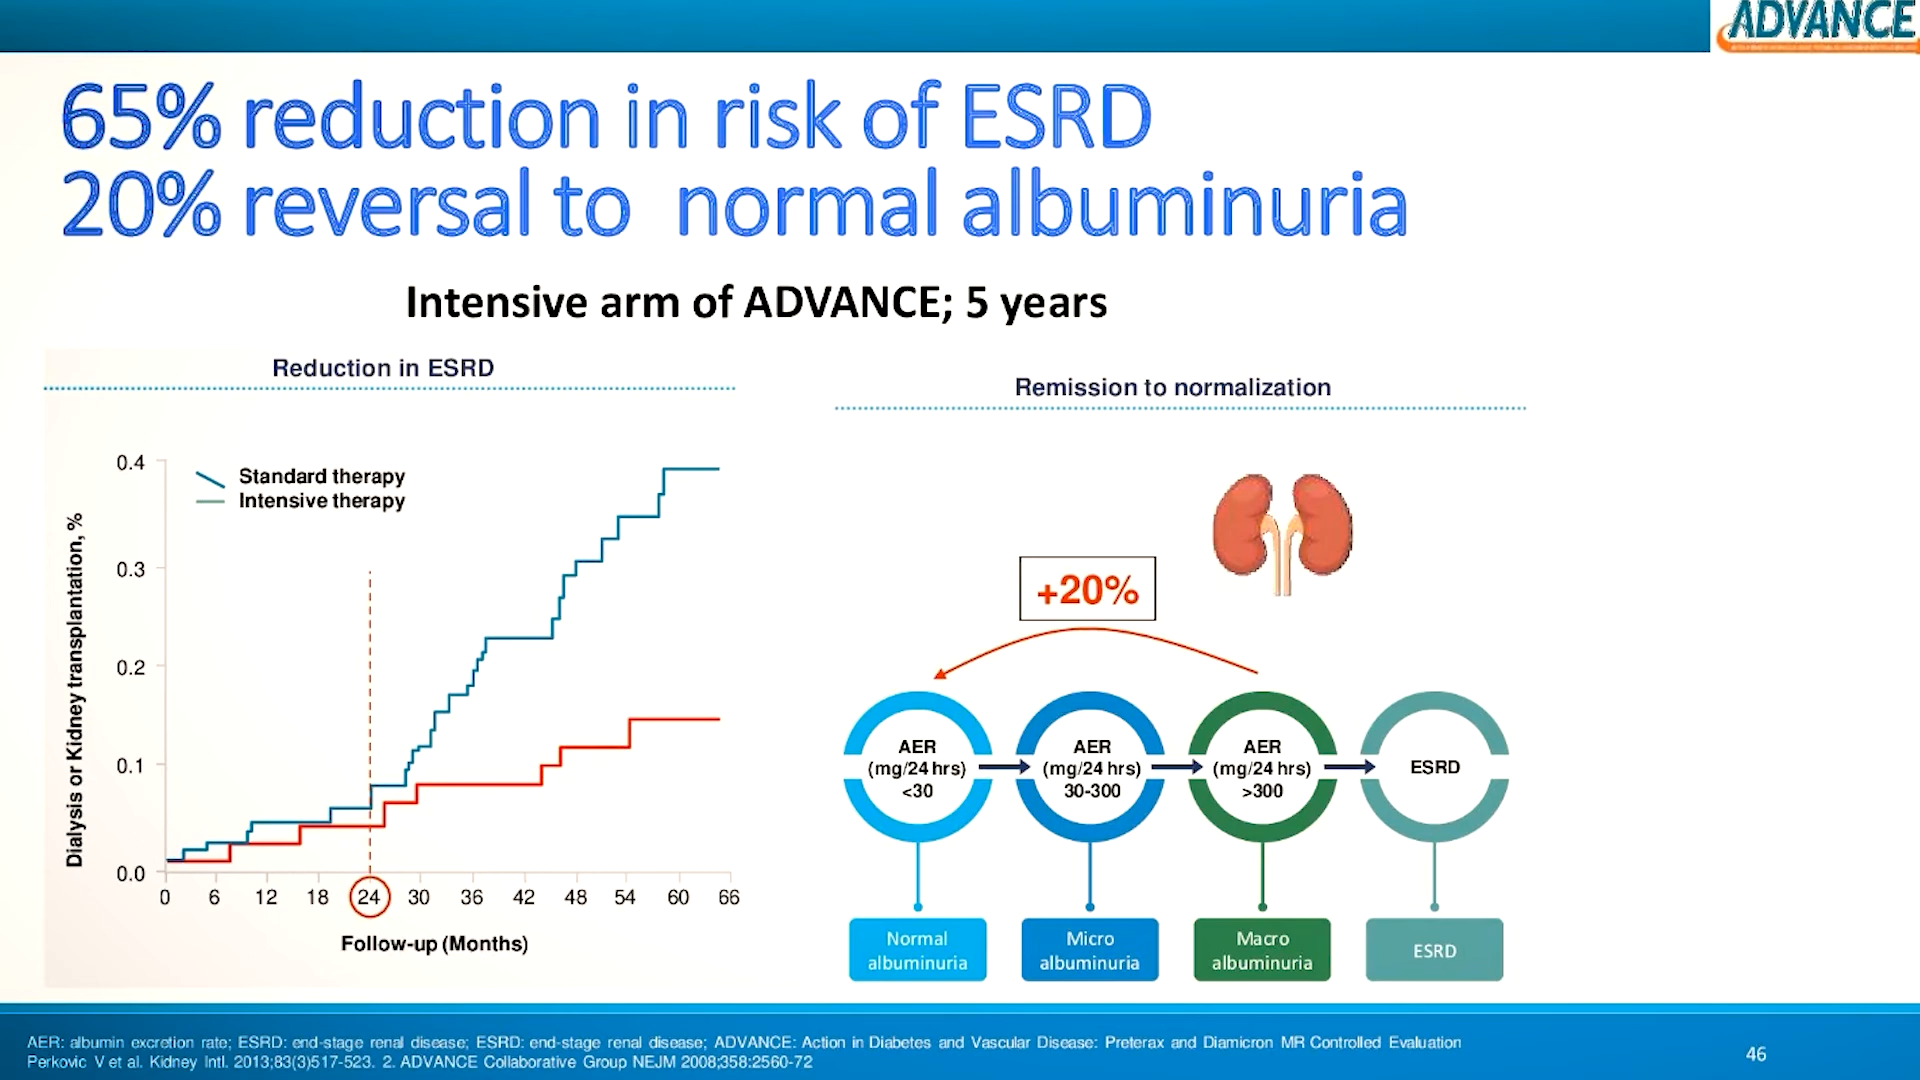 ADVANCE
65% reduction in risk of ESRD
20% reversal to normal albuminuria
Intensive arm of ADVANCE; 5 years
Reduction in ESRD
Standard therapy
Intensive therapy
Dialysis or Kidney transplantation, %
0.4
0.3
0.2
0.1
0.0
0 6 12 18 24 30 36 42 48 54 60 66
Follow-up (Months)
Remission to normalization
+20%
AER
(mg/24 hrs)
<30
AER
(mg/24 hrs)
30-300
AER
(mg/24 hrs)
>300
ESRD
Normal
albuminuria
Micro
albuminuria
Macro
albuminuria
ESRD
AER: albumin excretion rate; ESRD: end-stage renal disease; ESRD: end-stage renal disease; ADVANCE: Action in Diabetes and Vascular Disease: Preterax and Diamicron MR Controlled Evaluation
Perkovic V et al. Kidney Intl. 2013;83(3)517-523. 2. ADVANCE Collaborative Group NEJM 2008;358:2560-72
46